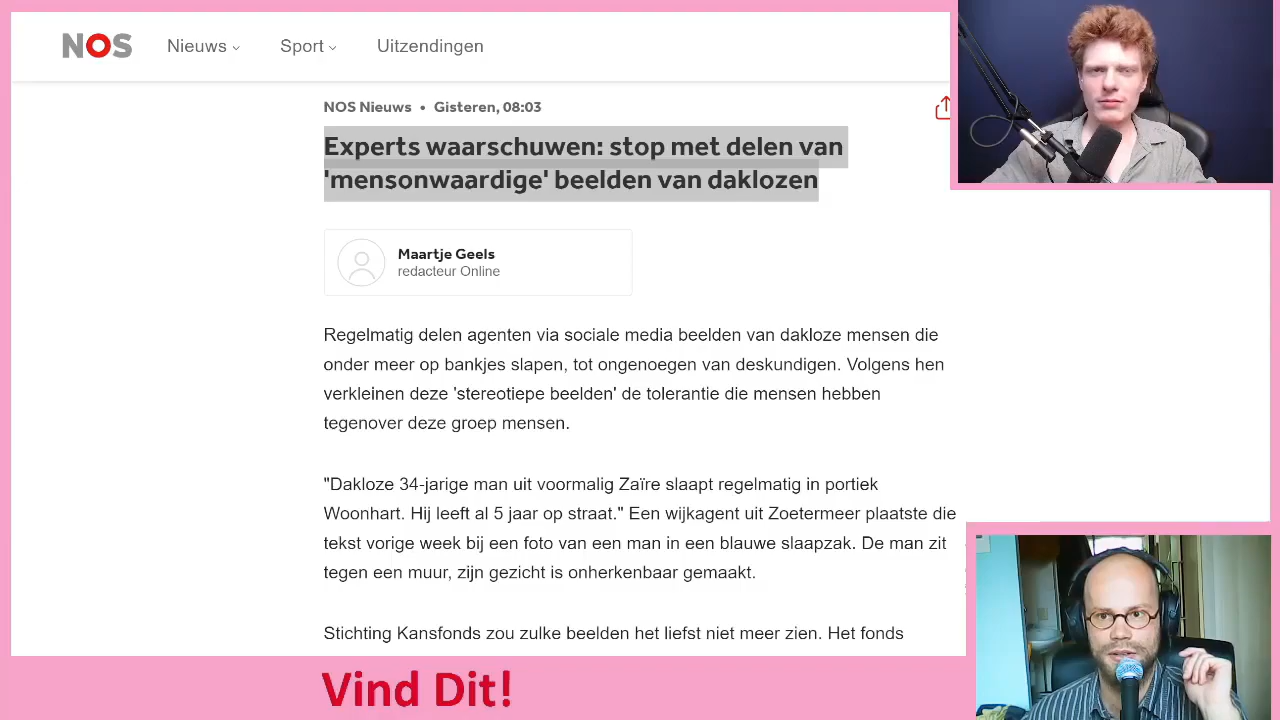 NOS Nieuws Sport Uitzendingen
NOS Nieuws • Gisteren, 08:03
Experts waarschuwen: stop met delen van
'mensonwaardige' beelden van daklozen
Maartje Geels
redacteur Online
Regelmatig delen agenten via sociale media beelden van dakloze mensen die
onder meer op bankjes slapen, tot ongenoegen van deskundigen. Volgens hen
verkleinen deze 'stereotiepe beelden' de tolerantie die mensen hebben
tegenover deze groep mensen.
"Dakloze 34-jarige man uit voormalig Zaïre slaapt regelmatig in portiek
Woonhart. Hij leeft al 5 jaar op straat." Een wijkagent uit Zoetermeer plaatste die
tekst vorige week bij een foto van een man in een blauwe slaapzak. De man zit
tegen een muur, zijn gezicht is onherkenbaar gemaakt.
Stichting Kansfonds zou zulke beelden het liefst niet meer zien. Het fonds
Vind Dit!